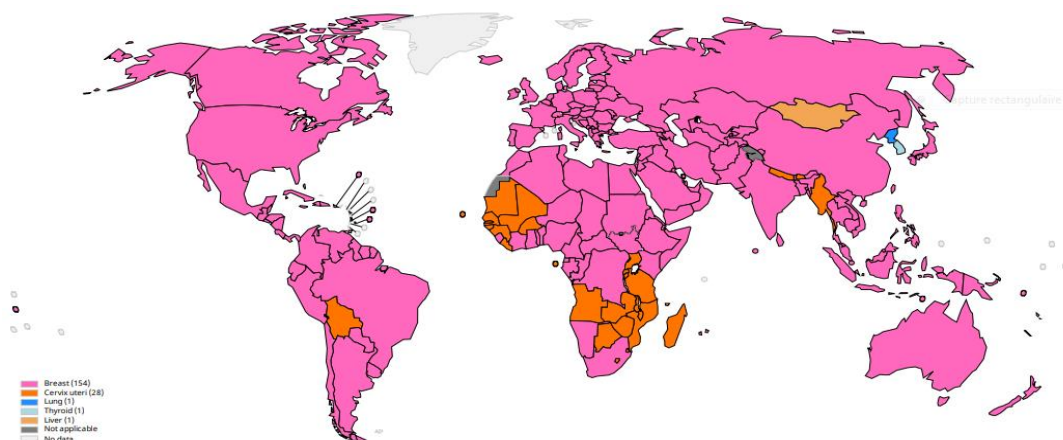 apture rectangulaire
Breast (154)
Cervix uteri (28)
Lung (1)
Thyroid (1)
Liver (1)
Not applicable
No data